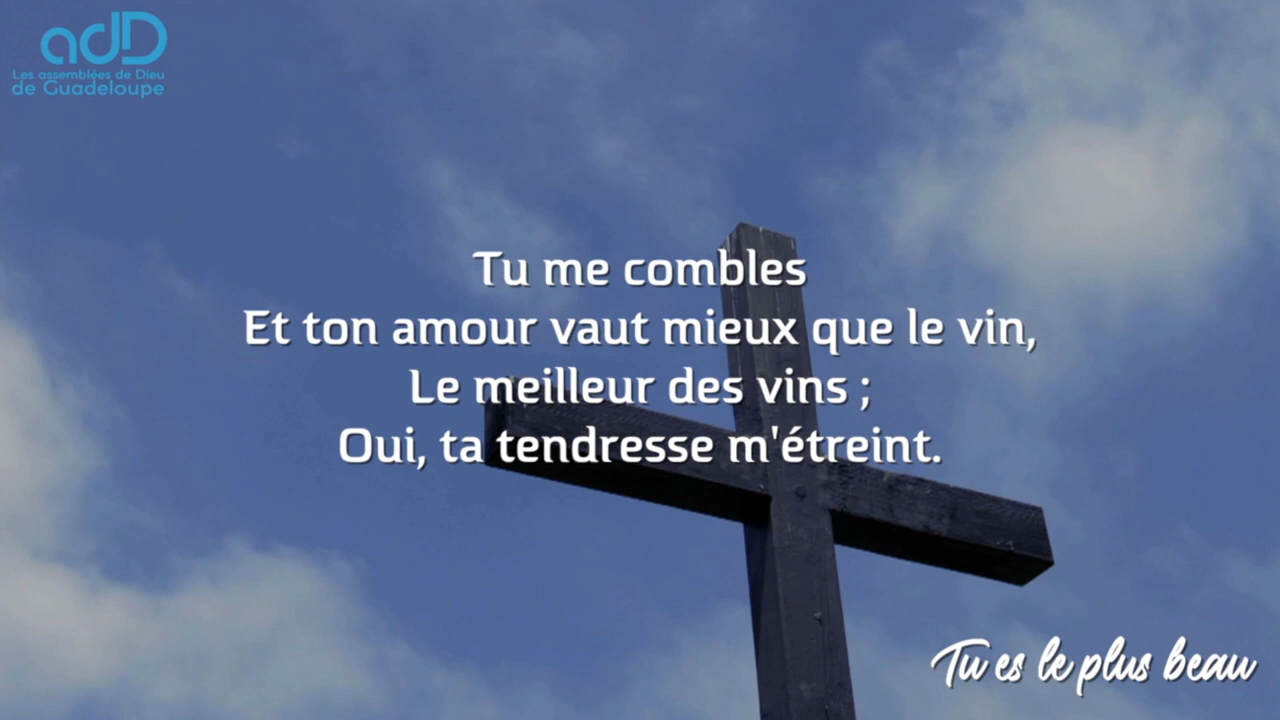 adD
Les assemblées de Dieu
de Guadeloupe
Tu me combles
Et ton amour vaut mieux que le vin,
Le meilleur des vins ;
Oui, ta tendresse m'étreint.
Tu es le plus beau